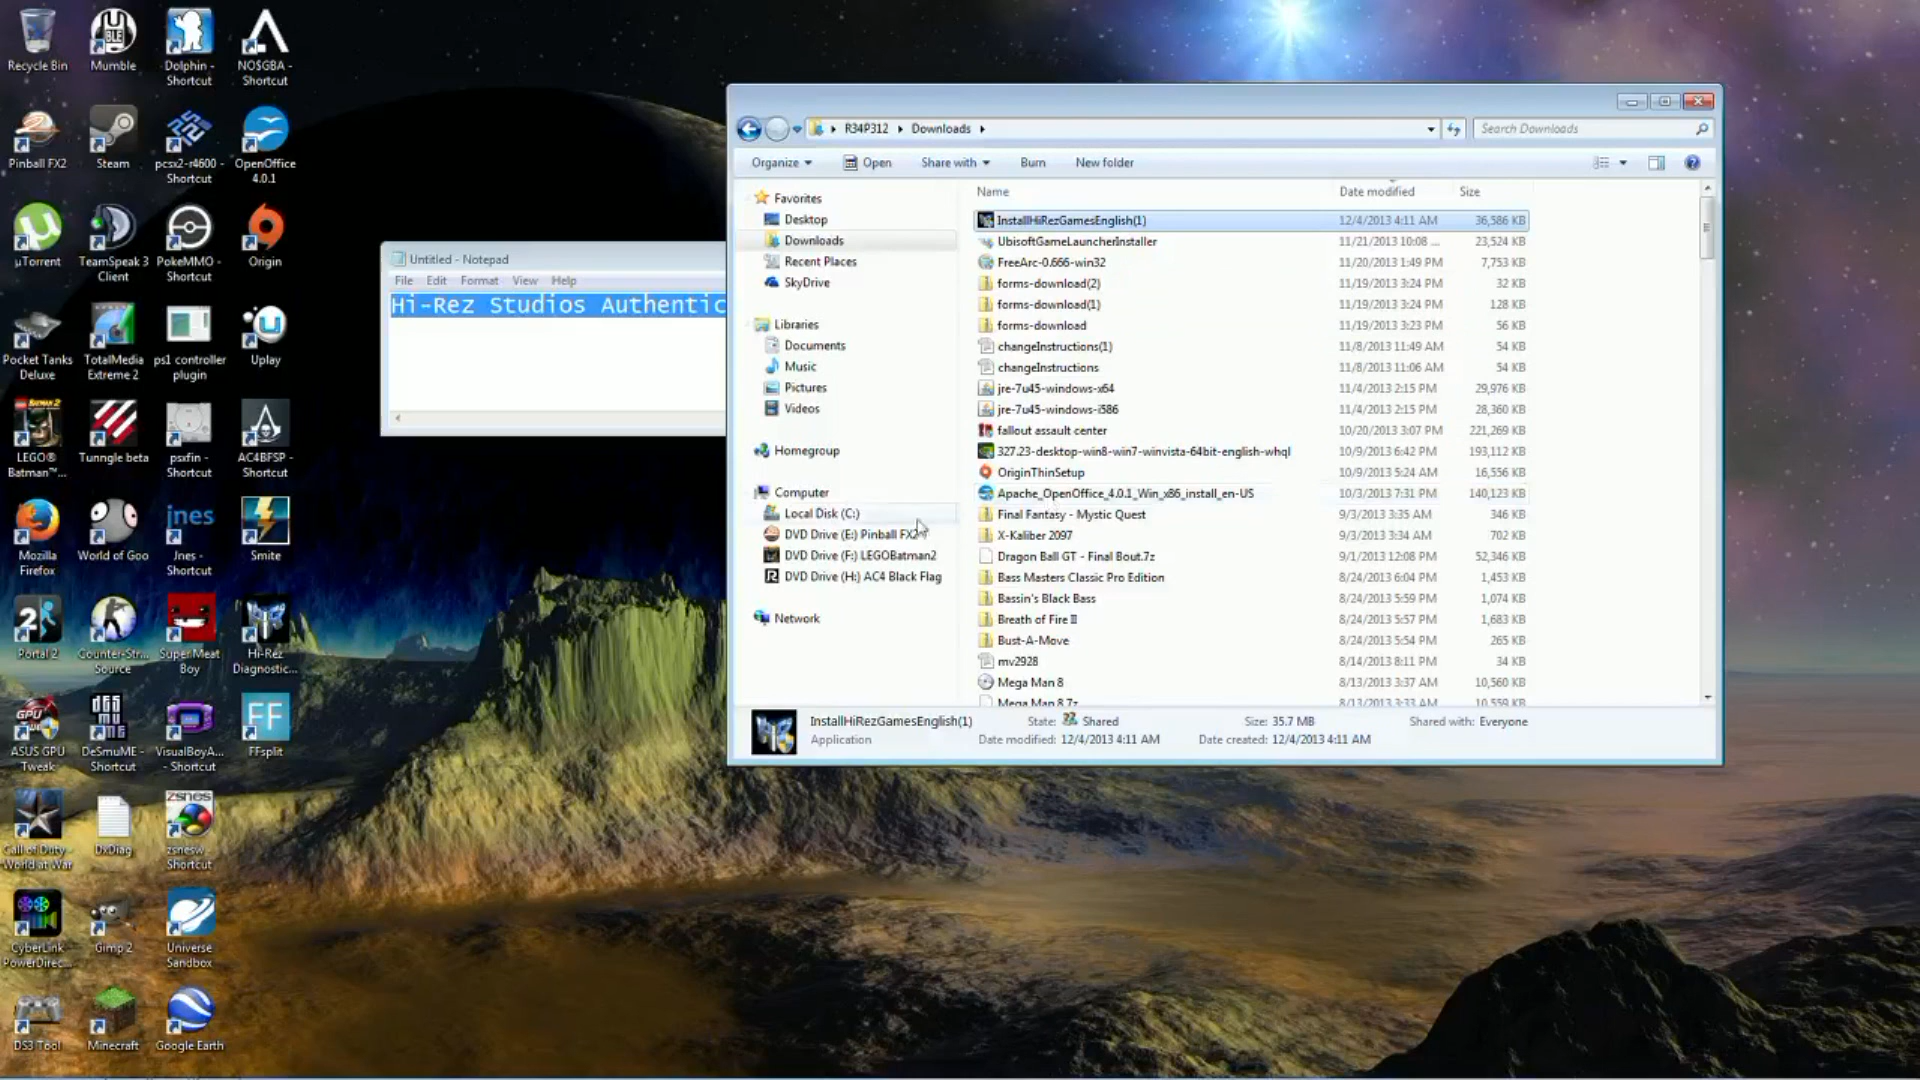 Recycle Bin
Mumble
Dolphin -
Shortcut
NO$GBA -
Shortcut
Pinball FX2
Steam
pcsx2-r4600 -
Shortcut
OpenOffice
4.0.1
µTorrent
TeamSpeak 3
Client
PokeMMO -
Shortcut
Origin
Pocket Tanks
Deluxe
TotalMedia
Extreme 2
ps1 controller
plugin
Uplay
LEGO®
Batman™...
Tunngle beta
psxfin -
Shortcut
AC4BFSP -
Shortcut
Mozilla
Firefox
World of Goo
jnes
Jnes -
Shortcut
Smite
Portal 2
Counter-Str...
Source
Super Meat
Boy
Hi-Rez
Diagnostic...
ASUS GPU
Tweak
DeSmuME -
Shortcut
VisualBoyA...
- Shortcut
FFsplit
Call of Duty -
World at War
DxDiag
zsnesw -
Shortcut
CyberLink
PowerDirec...
Gimp 2
Universe
Sandbox
DS3 Tool
Minecraft
Google Earth
Untitled - Notepad
File Edit Format View Help
Hi-Rez Studios Authentic
R34P312 Downloads
Search Downloads
Organize Open Share with Burn New folder
Favorites
Desktop
Downloads
Recent Places
SkyDrive
Libraries
Documents
Music
Pictures
Videos
Homegroup
Computer
Local Disk (C:)
DVD Drive (E:) Pinball FX2
DVD Drive (F:) LEGOBatman2
DVD Drive (H:) AC4 Black Flag
Network
Name Date modified Size
InstallHiRezGamesEnglish(1) 12/4/2013 4:11 AM 36,586 KB
UbisoftGameLauncherInstaller 11/21/2013 10:08 ... 23,524 KB
FreeArc-0.666-win32 11/20/2013 1:49 PM 7,753 KB
forms-download(2) 11/19/2013 3:24 PM 32 KB
forms-download(1) 11/19/2013 3:24 PM 128 KB
forms-download 11/19/2013 3:23 PM 56 KB
changeInstructions(1) 11/8/2013 11:49 AM 54 KB
changeInstructions 11/8/2013 11:06 AM 54 KB
jre-7u45-windows-x64 11/4/2013 2:15 PM 29,976 KB
jre-7u45-windows-i586 11/4/2013 2:15 PM 28,360 KB
fallout assault center 10/20/2013 3:07 PM 221,269 KB
327.23-desktop-win8-win7-winvista-64bit-english-whql 10/9/2013 6:42 PM 193,112 KB
OriginThinSetup 10/9/2013 5:24 AM 16,556 KB
Apache_OpenOffice_4.0.1_Win_x86_install_en-US 10/3/2013 7:31 PM 140,123 KB
Final Fantasy - Mystic Quest 9/3/2013 3:35 AM 346 KB
X-Kaliber 2097 9/3/2013 3:34 AM 702 KB
Dragon Ball GT - Final Bout.7z 9/1/2013 12:08 PM 52,346 KB
Bass Masters Classic Pro Edition 8/24/2013 6:04 PM 1,453 KB
Bassin's Black Bass 8/24/2013 5:59 PM 1,074 KB
Breath of Fire II 8/24/2013 5:57 PM 1,683 KB
Bust-A-Move 8/24/2013 5:54 PM 265 KB
mv2928 8/14/2013 8:11 PM 34 KB
Mega Man 8 8/13/2013 3:37 AM 10,560 KB
Mega Man 8.7z 8/13/2013 3:33 AM 10,559 KB
InstallHiRezGamesEnglish(1) State: Shared Size: 35.7 MB Shared with: Everyone
Application Date modified: 12/4/2013 4:11 AM Date created: 12/4/2013 4:11 AM